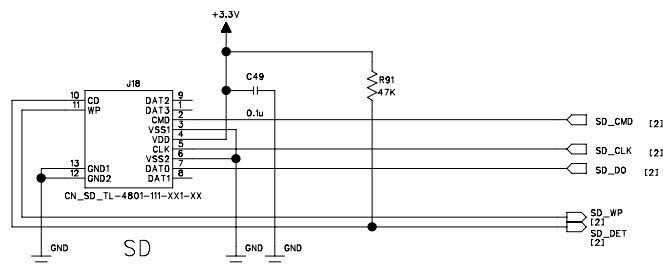 +3.3V
J18
C49
R91
47K
0.1u
10 CD DAT2 9
11 WP DAT3 1
CMD 2
VSS1 3
VDD 4
CLK 5
VSS2 6
13 GND1 DAT0 7
12 GND2 DAT1 8
CN_SD_TL-4801-111-XX1-XX
SD_CMD [2]
SD_CLK [2]
SD_D0 [2]
SD_WP
[2]
SD_DET
[2]
GND
SD
GND
GND